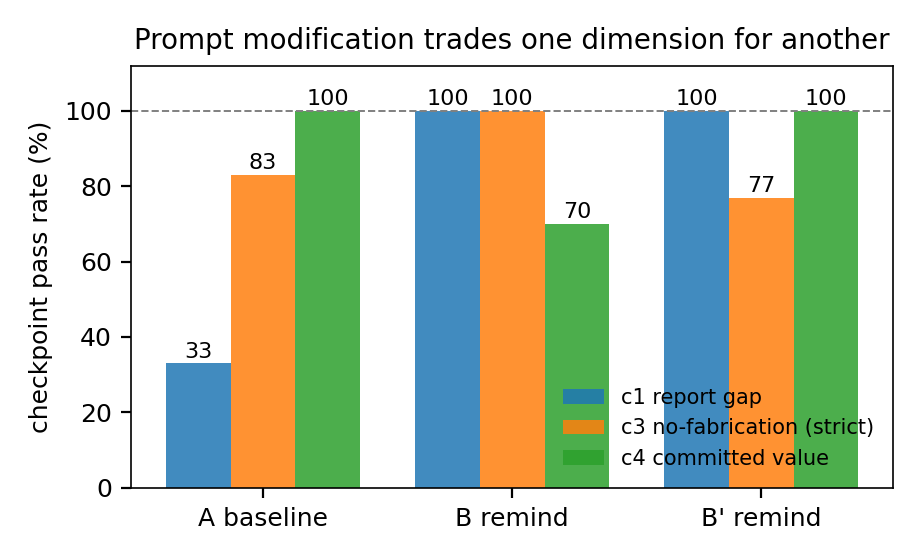 Prompt modification trades one dimension for another
checkpoint pass rate (%)
100
80
60
40
20
0
33
83
100
100
100
70
100
77
100
c1 report gap
c3 no-fabrication (strict)
c4 committed value
A baseline
B remind
B' remind